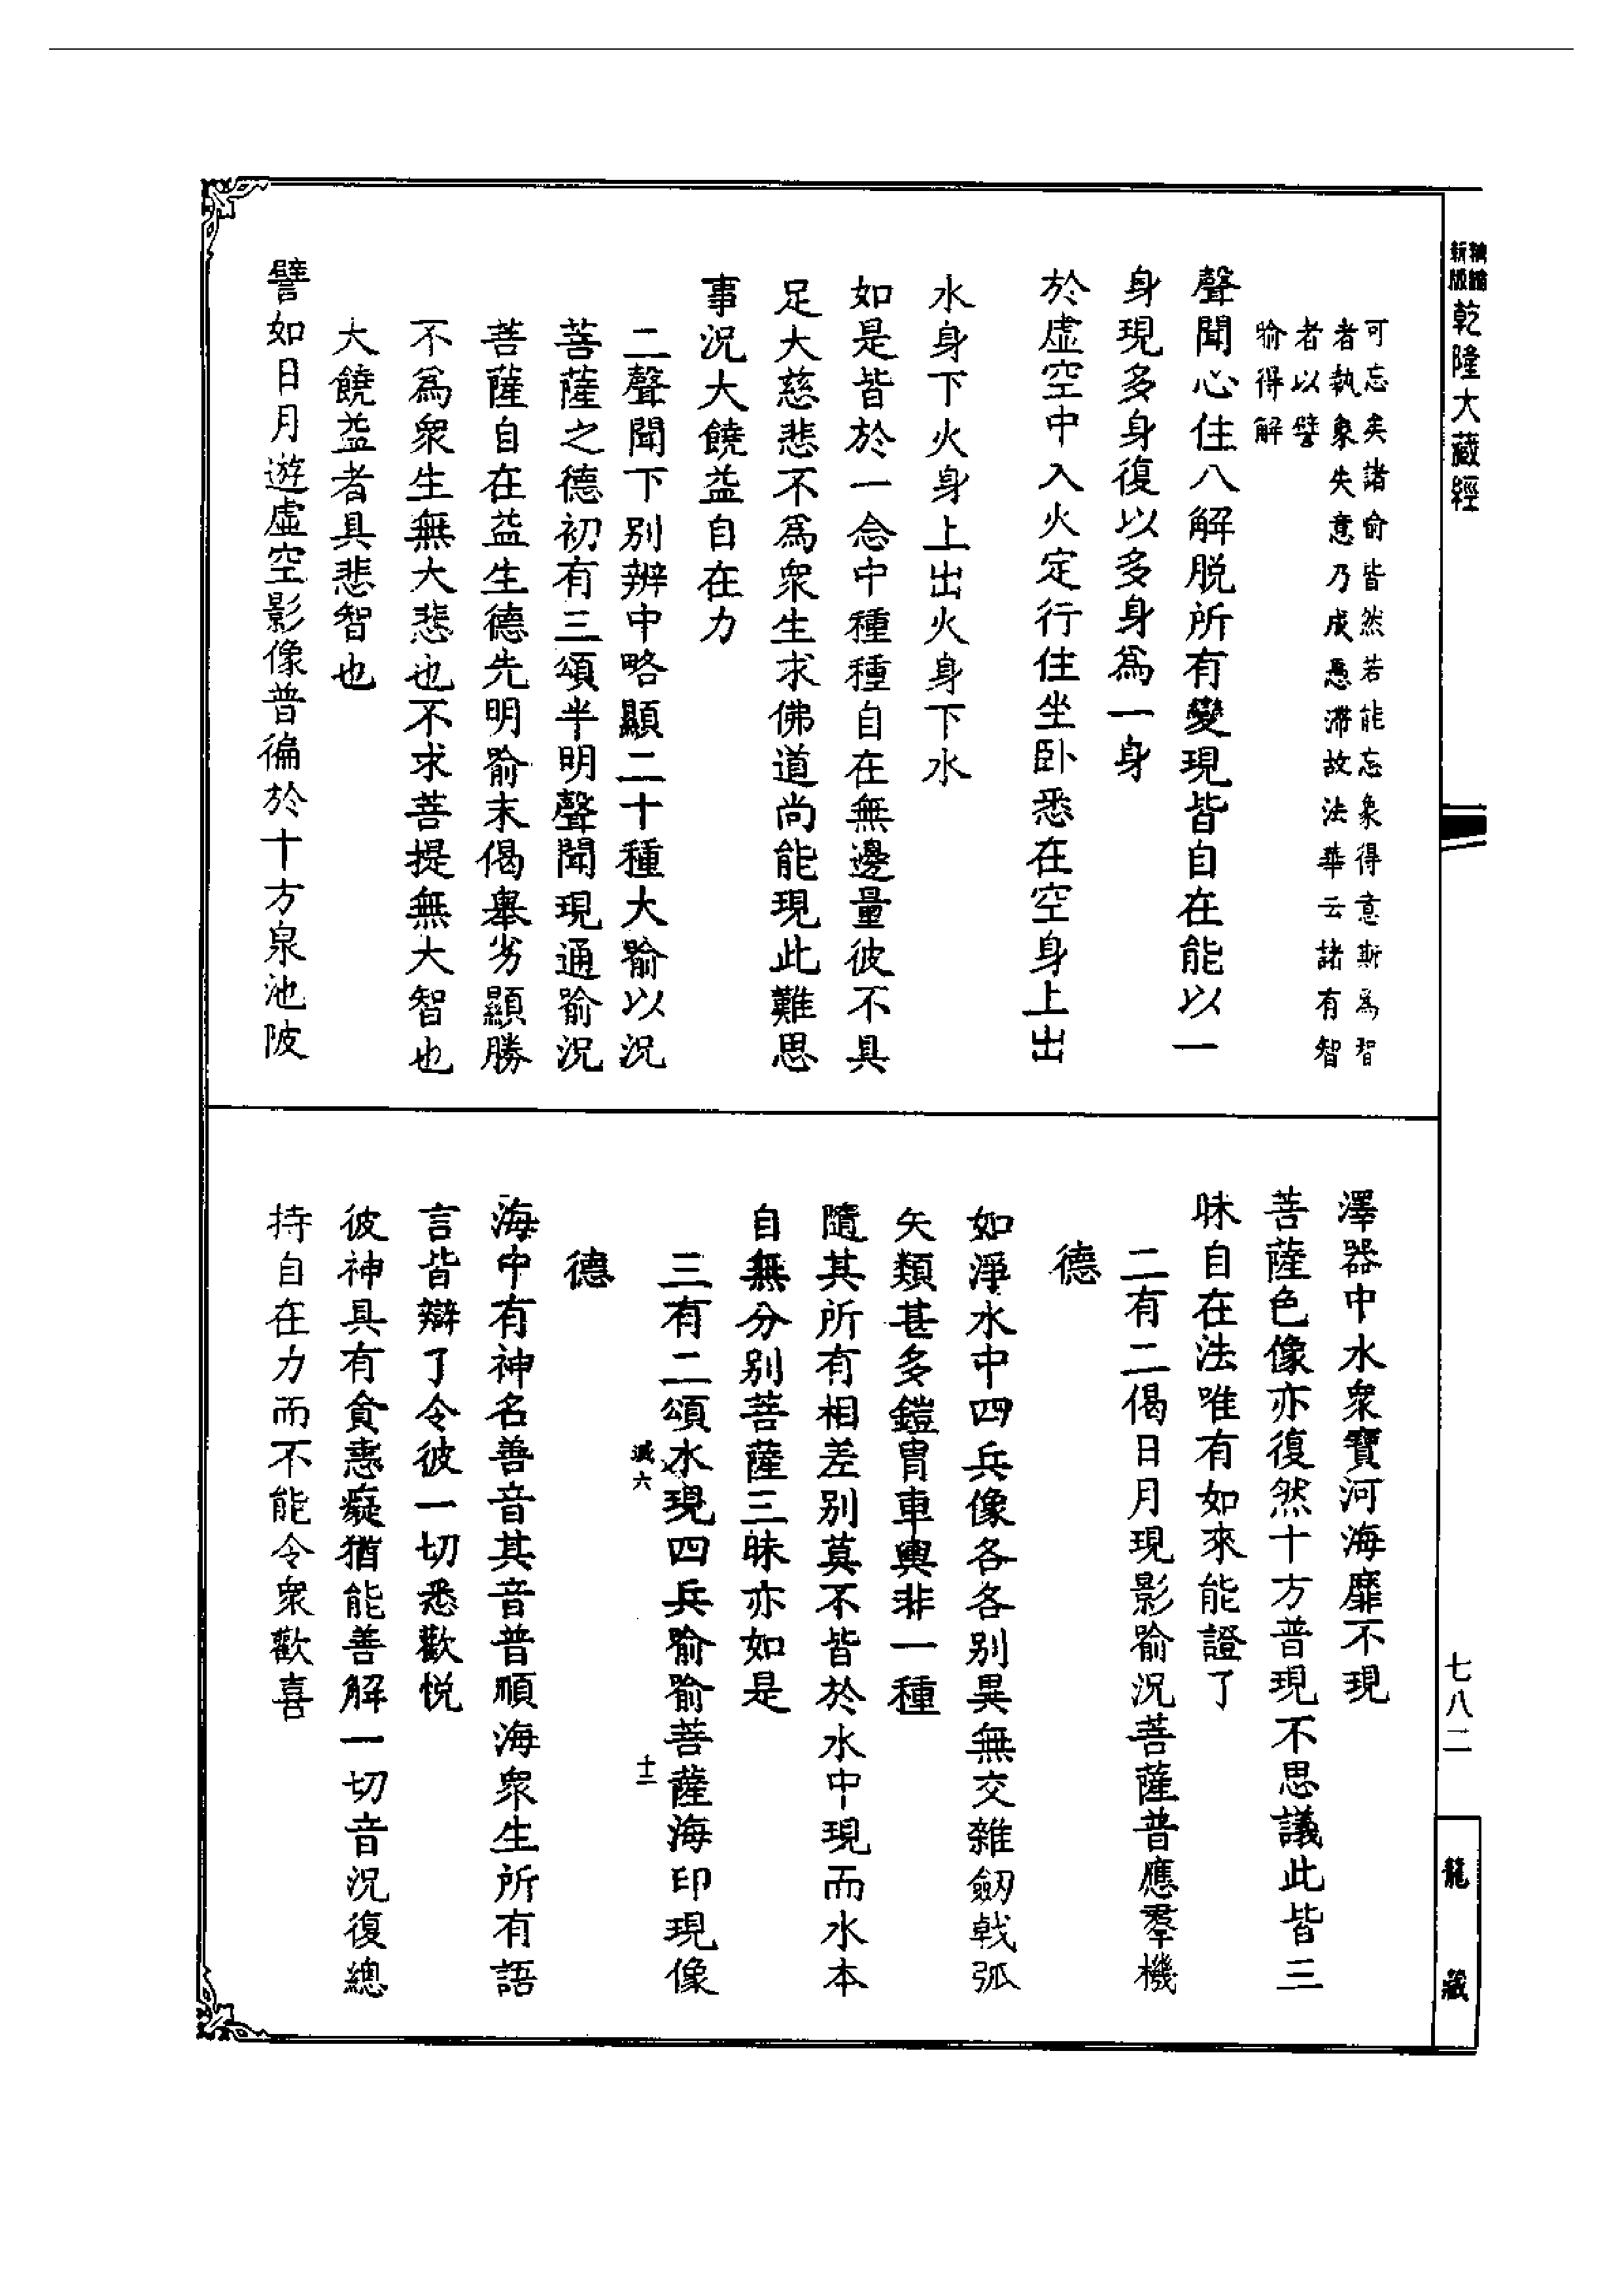 乾隆大藏經
可忘矣諸喻皆然若能忘象得意斯爲智
者執象失意乃成愚滯故法華云諸有智
者以譬
喻得解
聲聞心住八解脱所有變現皆自在能以一
身現多身復以多身爲一身
於虛空中入火定行住坐卧悉在空身上出
水身下火身上出火身下水
如是皆於一念中種種自在無邊量彼不具
足大慈悲不爲衆生求佛道尚能現此難思
事況大饒益自在力
二聲聞下別辨中略顯二十種大喻以況
菩薩之德初有三頌半明聲聞現通喻況
菩薩自在益生德先明喻末偈舉劣顯勝
不爲衆生無大悲也不求菩提無大智也
大饒益者具悲智也
譬如日月遊虛空影像普徧於十方泉池陂
澤器中水衆寶河海靡不現
菩薩色像亦復然十方普現不思議此皆三
昧自在法唯有如來能證了
二有二偈日月現影喻況菩薩普應羣機
德
如淨水中四兵像各各別異無交雜劒戟弧
矢類甚多鎧冑車輿非一種
隨其所有相差別莫不皆於水中現而水本
自無分別菩薩三昧亦如是
三有二頌水現四兵喻喻菩薩海印現像
減六 十二
德
海中有神名善音其音普順海衆生所有語
言皆辯了令彼一切悉歡悦
彼神具有貪恚癡猶能善解一切音況復總
持自在力而不能令衆歡喜
七八二
龍藏